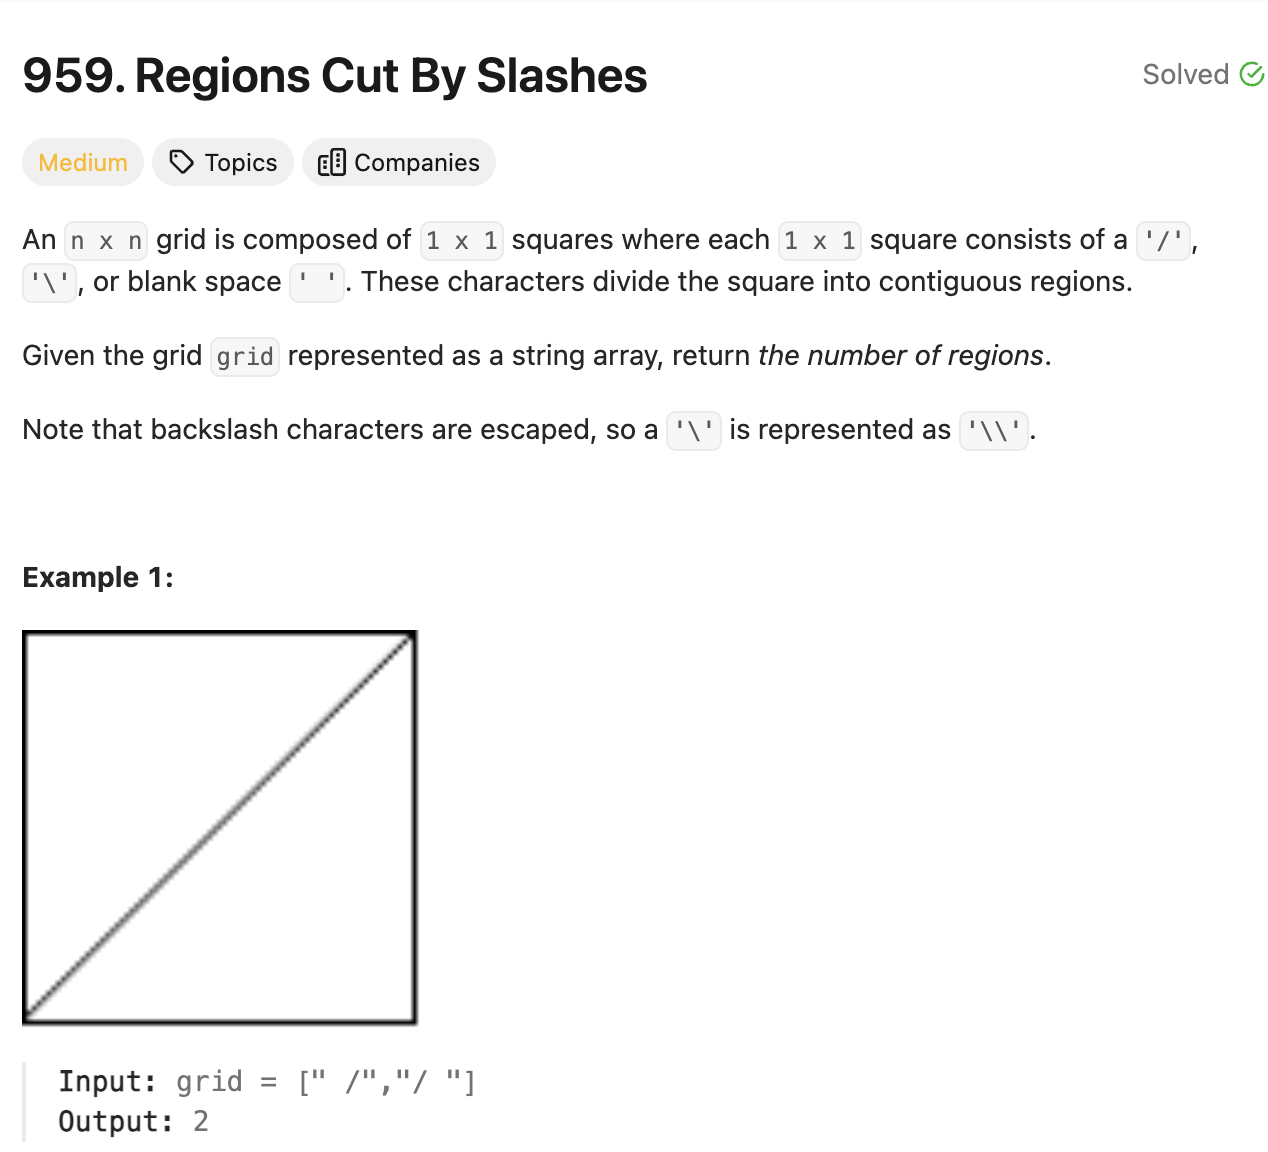 959. Regions Cut By Slashes
Solved
Medium
Topics
Companies
An n x n grid is composed of 1 x 1 squares where each 1 x 1 square consists of a '/',
'\', or blank space ' '. These characters divide the square into contiguous regions.
Given the grid grid represented as a string array, return the number of regions.
Note that backslash characters are escaped, so a '\' is represented as '\\'.
Example 1:
Input: grid = [" /","/ "]
Output: 2